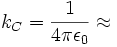 k_C = \frac{1}{4\pi\epsilon_0} \approx